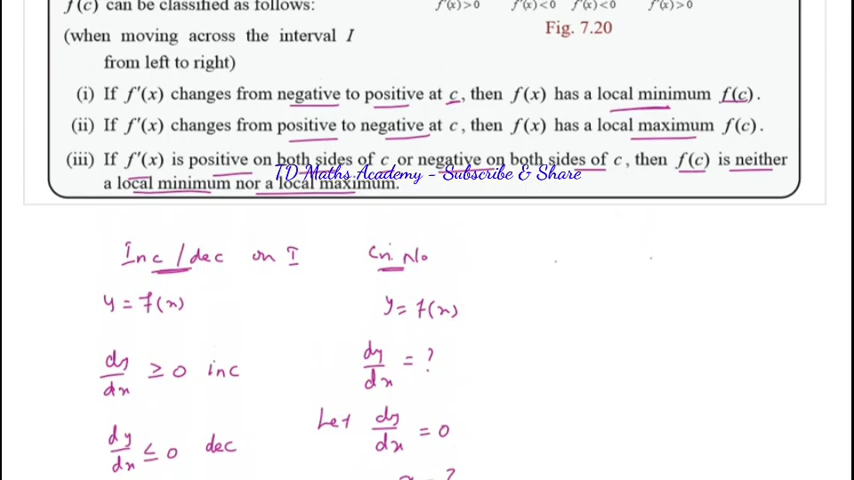 f(c) can be classified as follows:
f'(x)>0 f'(x)<0 f'(x)<0 f'(x)>0
(when moving across the interval I
from left to right)
Fig. 7.20
(i) If f'(x) changes from negative to positive at c, then f(x) has a local minimum f(c).
(ii) If f'(x) changes from positive to negative at c, then f(x) has a local maximum f(c).
(iii) If f'(x) is positive on both sides of c or negative on both sides of c, then f(c) is neither
a local minimum nor a local maximum.
TD Maths Academy - Subscribe & Share
Inc/dec on I
Cri No
y = f(x)
y = f(x)
dy/dx ≥ 0 inc
dy/dx = ?
Let dy/dx = 0
dy/dx ≤ 0 dec
x = ?